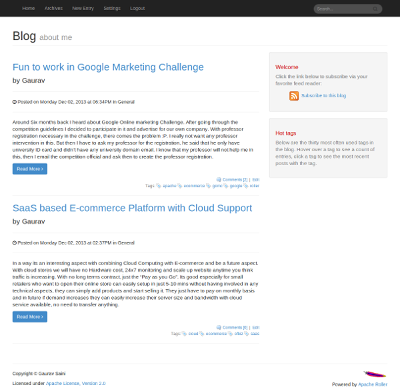 Home Archives New Entry Settings Logout
Search...
Blog about me
Fun to work in Google Marketing Challenge
by Gaurav
Posted on Monday Dec 02, 2013 at 06:34PM in General
Around Six months back I heard about Google Online marketing Challenge. After going through the
competition guidelines I decided to participate in it and advertise for our own company. With professor
registration necessary in the challenge, there comes the problem :P. I really not want any professor
intervention in this. But then I have to ask my professor for the registration, he said that he only have
university ID card and didn't have any university domain email. I know that my professor will not help me in
this, then I email the competition official and ask them to create the professor registration.
Read More
Comments [2] | Edit
Tags: apache ecommerce gomc google roller
SaaS based E-commerce Platform with Cloud Support
by Gaurav
Posted on Monday Dec 02, 2013 at 02:37PM in General
In a way its an interesting aspect with combining Cloud Computing with E-commerce and be a future aspect.
With cloud stores we will have no Hardware cost, 24x7 monitoring and scale up website anytime you think
traffic is increasing. With no long terms contract, just the "Pay as you Go". Its good especially for small
retailers who want to open their online store can easily setup in just 5-10 mins without having involved in any
technical aspects, they can simply add products and start selling it. They just have to pay on monthly basis
and in future if demand increases they can easily increase their server size and bandwidth with cloud
service available, no need to transfer anything.
Read More
Comments [0] | Edit
Tags: cloud ecommerce saas
Welcome
Click the link below to subscribe via your
favorite feed reader.
Subscribe to this blog
Hot tags
Below are the thirty most often used tags in
the blog. Hover over a tag to see a count of
entries, click a tag to see the most recent
posts with the tag.
Copyright © Gaurav Saini
Licensed under Apache License, Version 2.0
Powered by Apache Roller